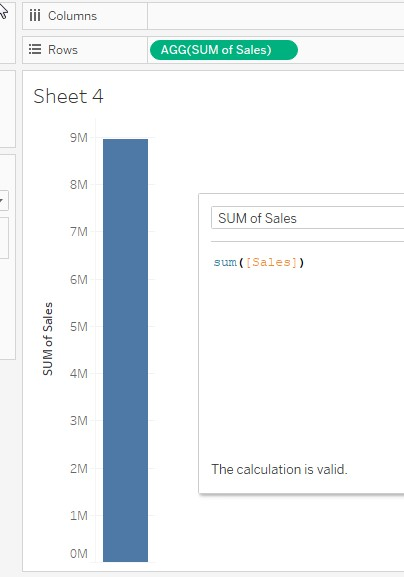 Columns
Rows
AGG(SUM of Sales)
Sheet 4
9M
8M
7M
6M
5M
4M
3M
2M
1M
0M
SUM of Sales
SUM of Sales
sum([Sales])
The calculation is valid.